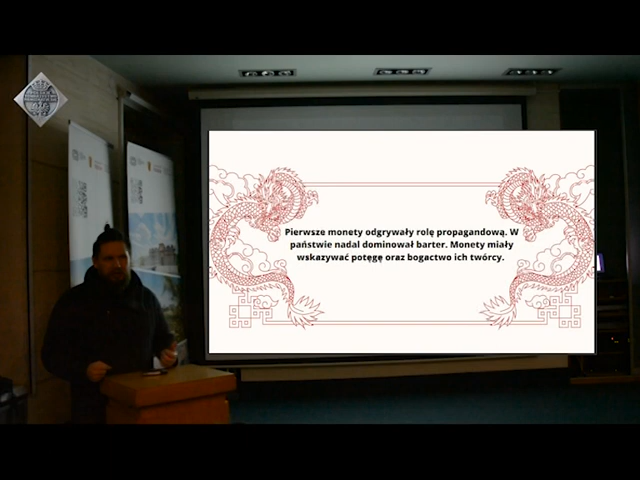 Pierwsze monety odgrywały rolę propagandową. W
państwie nadal dominował barter. Monety miały
wskazywać potęgę oraz bogactwo ich twórcy.